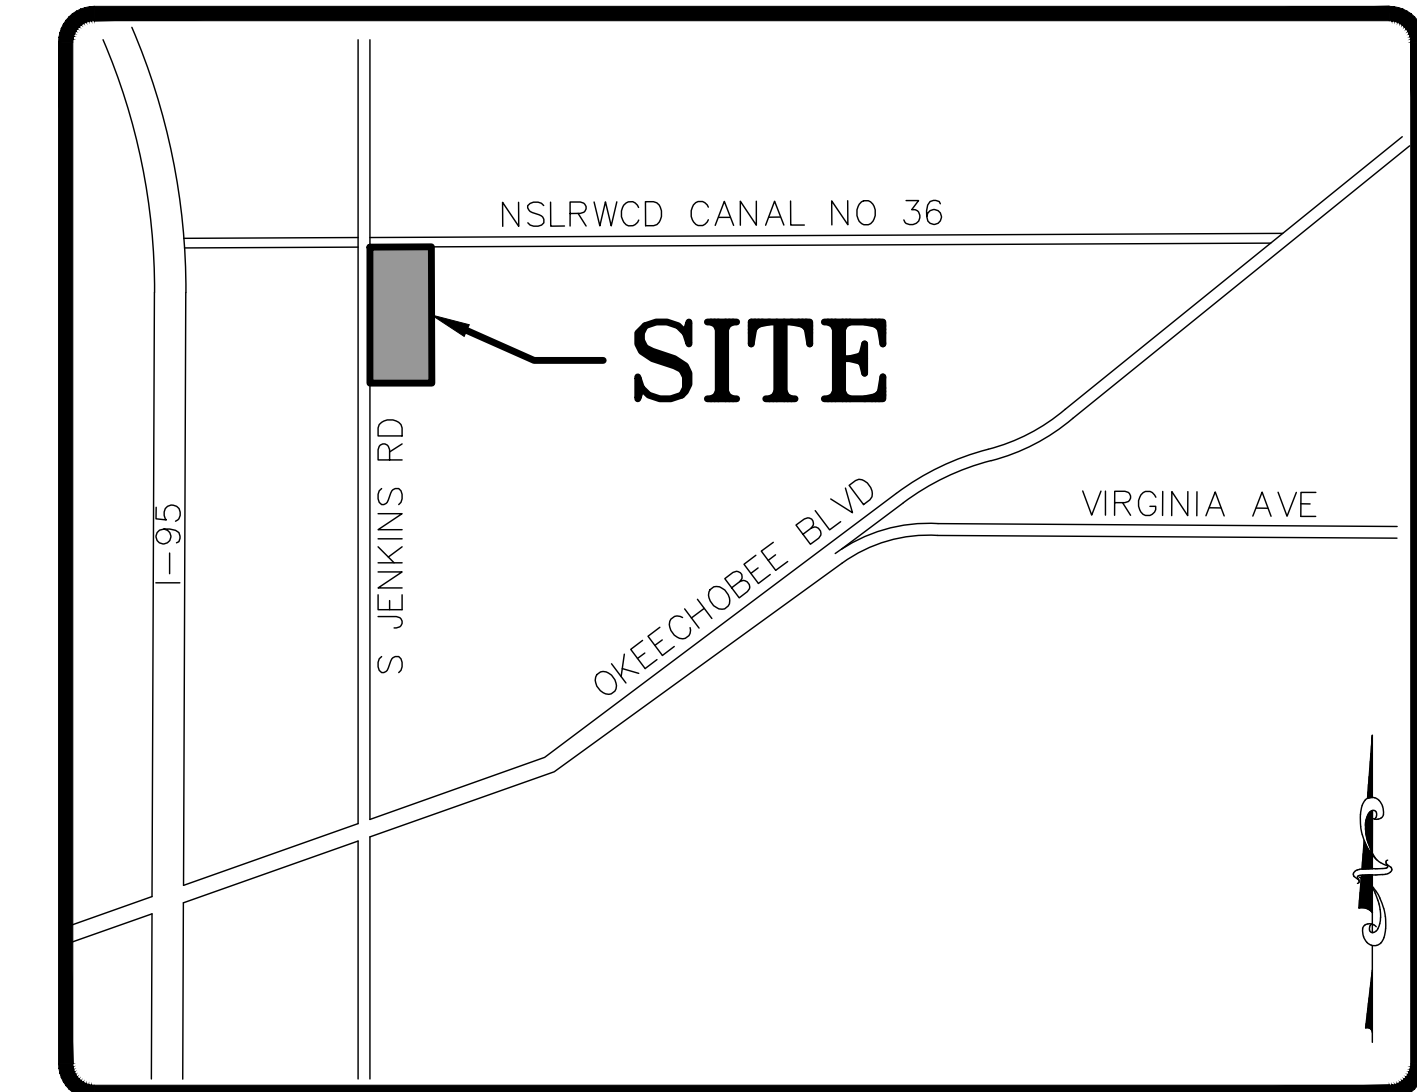 NSLRWCD CANAL NO 36
SITE
S JENKINS RD
I-95
OKEECHOBEE BLVD
VIRGINIA AVE